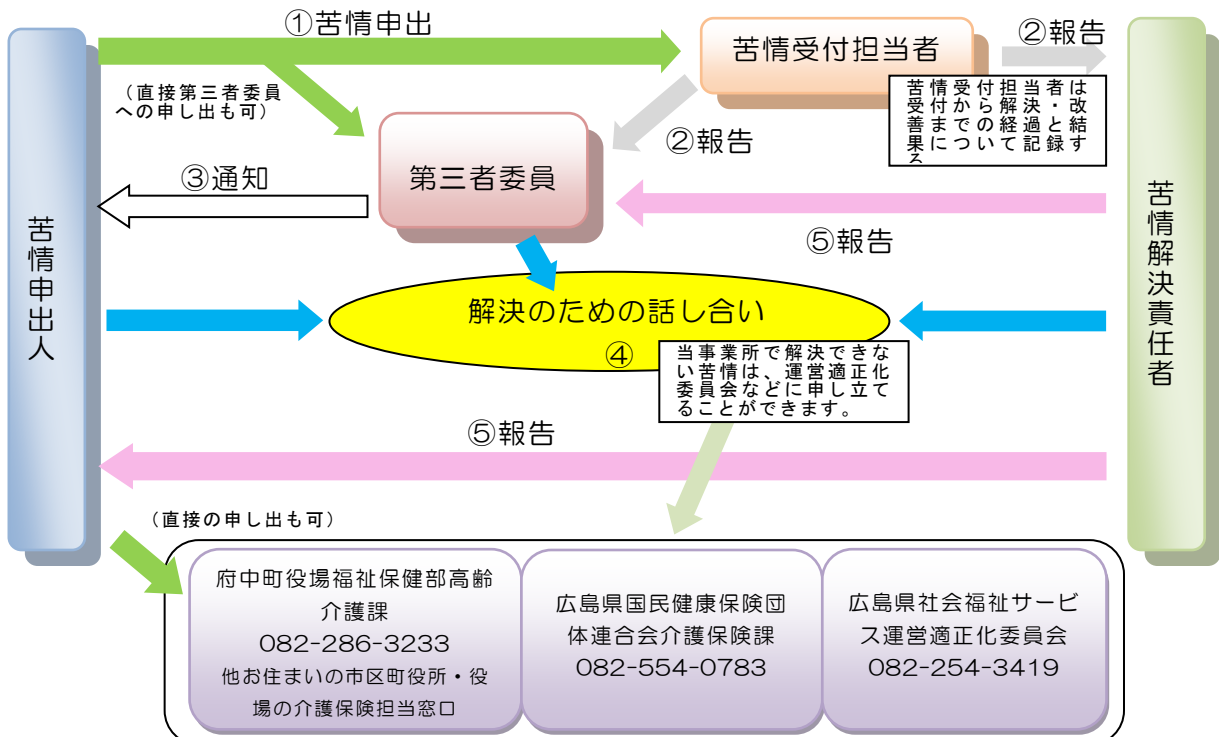 ①苦情申出
苦情受付担当者
②報告
(直接第三者委員
への申し出も可)
苦情受付担当者は
受付から解決・改
善までの経過と結
果について記録す
る
②報告
第三者委員
③通知
苦情申出人
苦情解決責任者
⑤報告
解決のための話し合い
④
当事業所で解決できな
い苦情は、運営適正化
委員会などに申し立て
ることができます。
⑤報告
(直接の申し出も可)
府中町役場福祉保健部高齢
介護課
082-286-3233
他お住まいの市区町役所・役
場の介護保険担当窓口
広島県国民健康保険団
体連合会介護保険課
082-554-0783
広島県社会福祉サービ
ス運営適正化委員会
082-254-3419